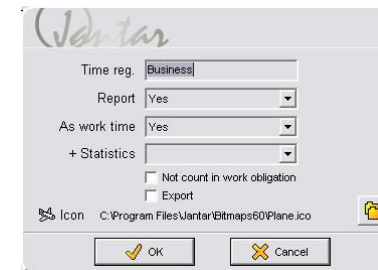 Jantar
Time reg. Business
Report Yes
As work time Yes
+ Statistics
Not count in work obligation
Export
Icon C:\Program Files\Jantar\Bitmaps60\Plane.ico
OK Cancel